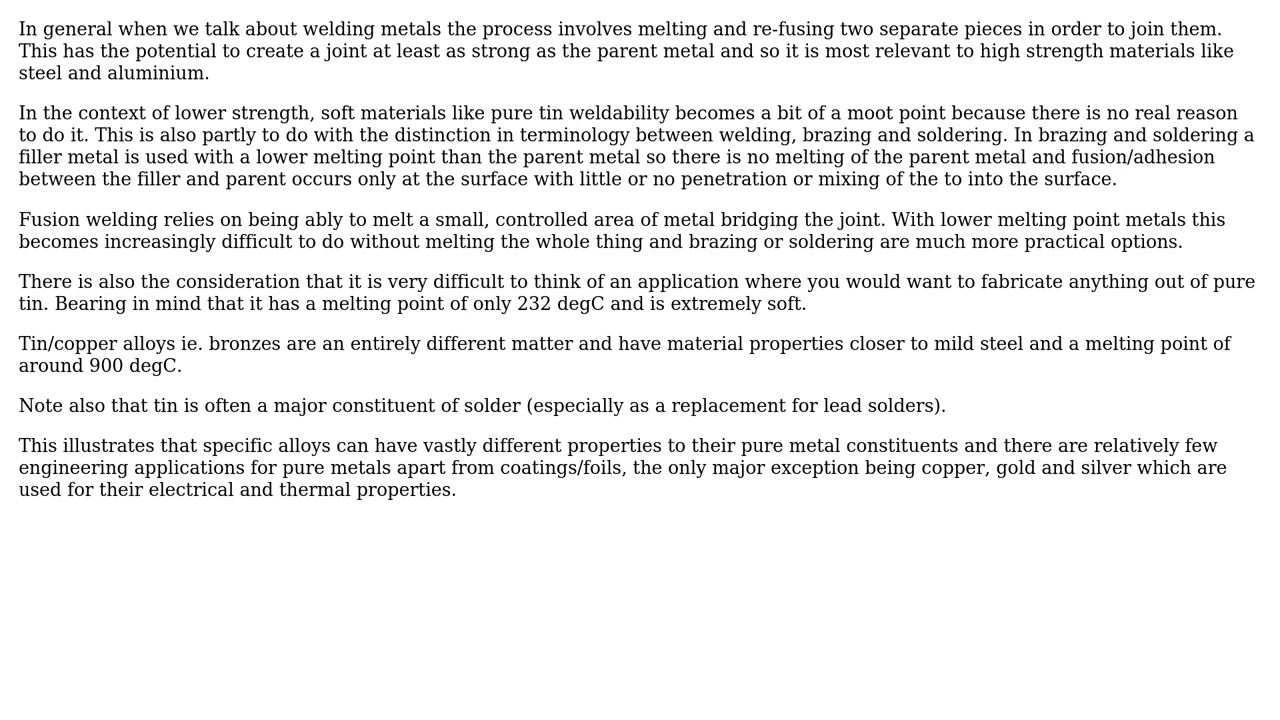 In general when we talk about welding metals the process involves melting and re-fusing two separate pieces in order to join them.
This has the potential to create a joint at least as strong as the parent metal and so it is most relevant to high strength materials like
steel and aluminium.
In the context of lower strength, soft materials like pure tin weldability becomes a bit of a moot point because there is no real reason
to do it. This is also partly to do with the distinction in terminology between welding, brazing and soldering. In brazing and soldering a
filler metal is used with a lower melting point than the parent metal so there is no melting of the parent metal and fusion/adhesion
between the filler and parent occurs only at the surface with little or no penetration or mixing of the to into the surface.
Fusion welding relies on being ably to melt a small, controlled area of metal bridging the joint. With lower melting point metals this
becomes increasingly difficult to do without melting the whole thing and brazing or soldering are much more practical options.
There is also the consideration that it is very difficult to think of an application where you would want to fabricate anything out of pure
tin. Bearing in mind that it has a melting point of only 232 degC and is extremely soft.
Tin/copper alloys ie. bronzes are an entirely different matter and have material properties closer to mild steel and a melting point of
around 900 degC.
Note also that tin is often a major constituent of solder (especially as a replacement for lead solders).
This illustrates that specific alloys can have vastly different properties to their pure metal constituents and there are relatively few
engineering applications for pure metals apart from coatings/foils, the only major exception being copper, gold and silver which are
used for their electrical and thermal properties.